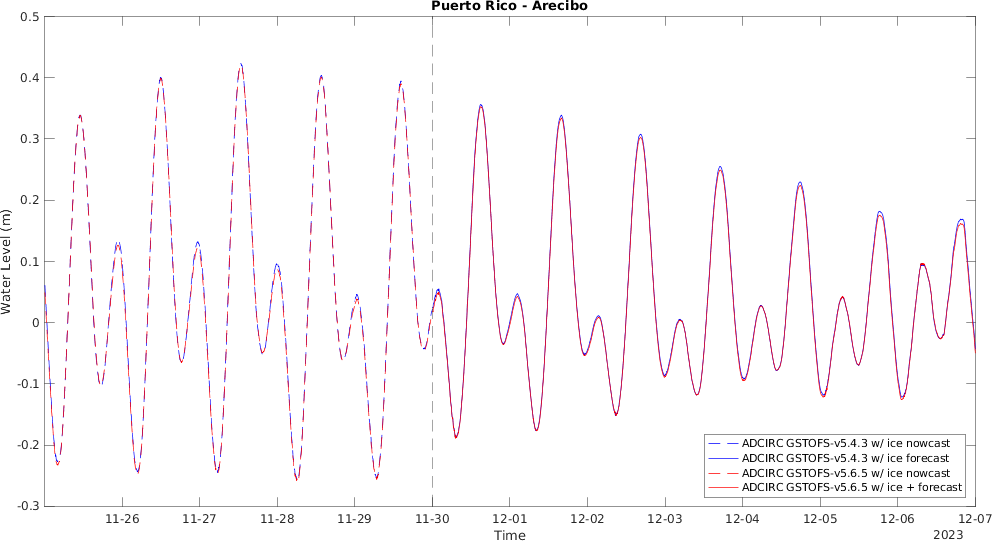 Puerto Rico - Arecibo
0.5
0.4
0.3
0.2
0.1
0
-0.1
-0.2
-0.3
Water Level (m)
ADCIRC GSTOFS-v5.4.3 w/ ice nowcast
ADCIRC GSTOFS-v5.4.3 w/ ice forecast
ADCIRC GSTOFS-v5.6.5 w/ ice nowcast
ADCIRC GSTOFS-v5.6.5 w/ ice + forecast
11-26 11-27 11-28 11-29 11-30 12-01 12-02 12-03 12-04 12-05 12-06 12-07
Time
2023